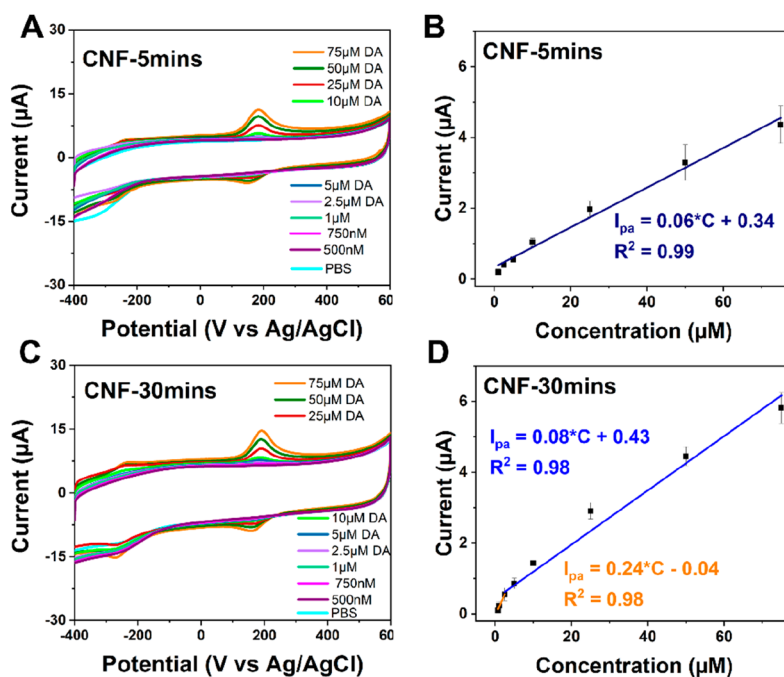 A
CNF-5mins
75µM DA
50µM DA
25µM DA
10µM DA
5µM DA
2.5µM DA
1µM
750nM
500nM
PBS
30
15
0
-15
-30
-400
-200
0
200
400
60
Current (µA)
Potential (V vs Ag/AgCl)
B
CNF-5mins
6
4
2
0
0
20
40
60
Current (µA)
Concentration (µM)
I pa = 0.06*C + 0.34
R² = 0.99
C
CNF-30mins
75µM DA
50µM DA
25µM DA
10µM DA
5µM DA
2.5µM DA
1µM
750nM
500nM
PBS
30
15
0
-15
-30
-400
-200
0
200
400
60
Current (µA)
Potential (V vs Ag/AgCl)
D
CNF-30mins
6
4
2
0
0
20
40
60
Current (µA)
Concentration (µM)
I pa = 0.08*C + 0.43
R² = 0.98
I pa = 0.24*C - 0.04
R² = 0.98